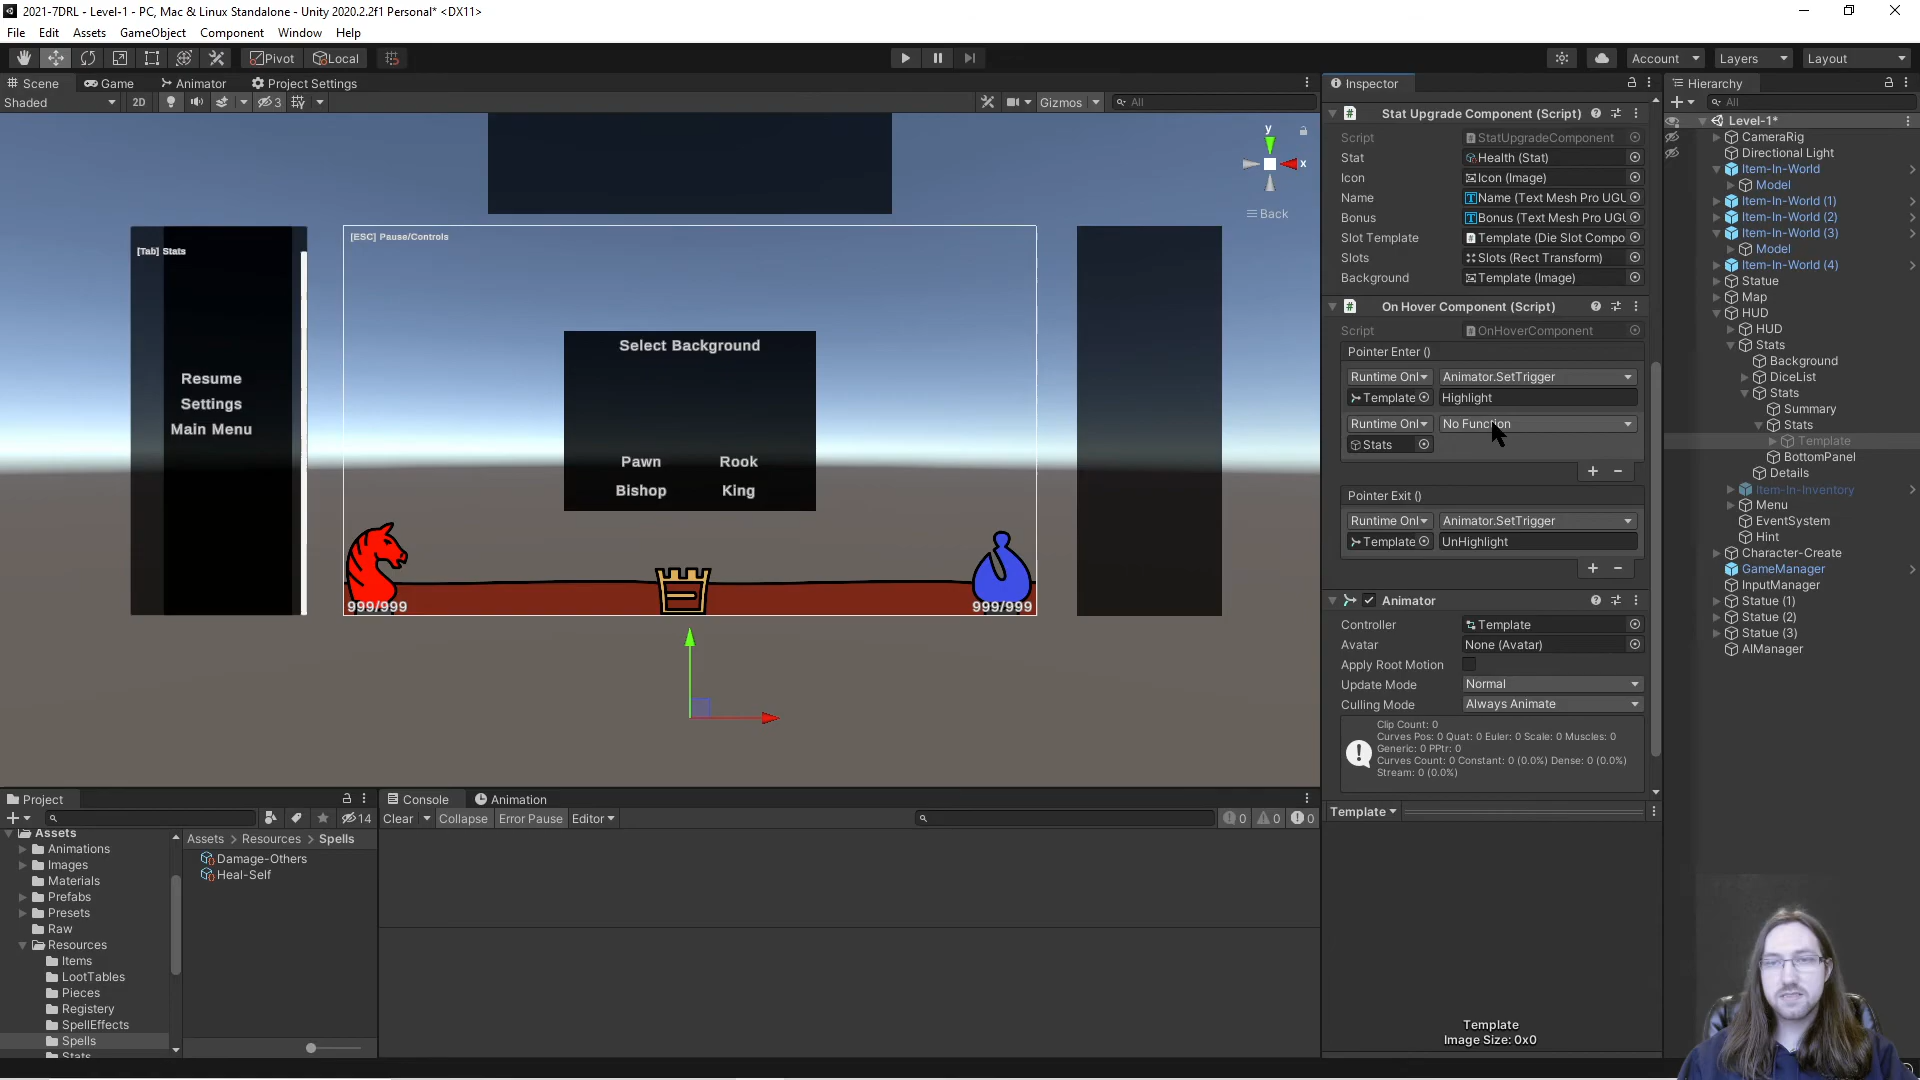 2021-7DRL - Level-1 - PC, Mac & Linux Standalone - Unity 2020.2.2f1 Personal* <DX11>
File Edit Assets GameObject Component Window Help
Pivot Local Account Layers Layout
Scene Game Animator Project Settings
Shaded 2D 3 Gizmos All
y
x
Back
[Tab] Stats
[ESC] Pause/Controls
Resume
Settings
Main Menu
Select Background
Pawn Rook
Bishop King
999/999 999/999
Inspector
Stat Upgrade Component (Script)
Script StatUpgradeComponent
Stat Health (Stat)
Icon Icon (Image)
Name Name (Text Mesh Pro UGU
Bonus Bonus (Text Mesh Pro UGU
Slot Template Template (Die Slot Compo
Slots Slots (Rect Transform)
Background Template (Image)
On Hover Component (Script)
Script OnHoverComponent
Pointer Enter ()
Runtime Onl Animator.SetTrigger
Template Highlight
Runtime Onl No Function
Stats
Pointer Exit ()
Runtime Onl Animator.SetTrigger
Template UnHighlight
Animator
Controller Template
Avatar None (Avatar)
Apply Root Motion
Update Mode Normal
Culling Mode Always Animate
Clip Count: 0
Curves Pos: 0 Quat: 0 Euler: 0 Scale: 0 Muscles: 0
Generic: 0 PPtr: 0
Curves Count: 0 Constant: 0 (0.0%) Dense: 0 (0.0%)
Stream: 0 (0.0%)
Template
Template
Image Size: 0x0
Hierarchy
All
Level-1*
CameraRig
Directional Light
Item-In-World
Model
Item-In-World (1)
Item-In-World (2)
Item-In-World (3)
Model
Item-In-World (4)
Statue
Map
HUD
HUD
Stats
Background
DiceList
Stats
Summary
Stats
Template
BottomPanel
Details
Item-In-Inventory
Menu
EventSystem
Hint
Character-Create
GameManager
InputManager
Statue (1)
Statue (2)
Statue (3)
AIManager
Project
14
Assets
Animations
Images
Materials
Prefabs
Presets
Raw
Resources
Items
LootTables
Pieces
Registery
SpellEffects
Spells
Stats
Assets > Resources > Spells
Damage-Others
Heal-Self
Console Animation
Clear Collapse Error Pause Editor 0 0 0